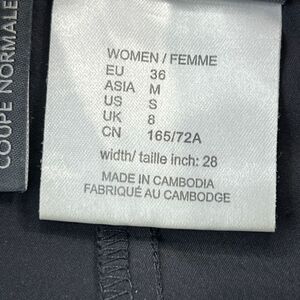 COUPE NORMALE
WOMEN / FEMME
EU 36
ASIA M
US S
UK 8
CN 165/72A
width/ taille inch: 28
MADE IN CAMBODIA
FABRIQUÉ AU CAMBODGE